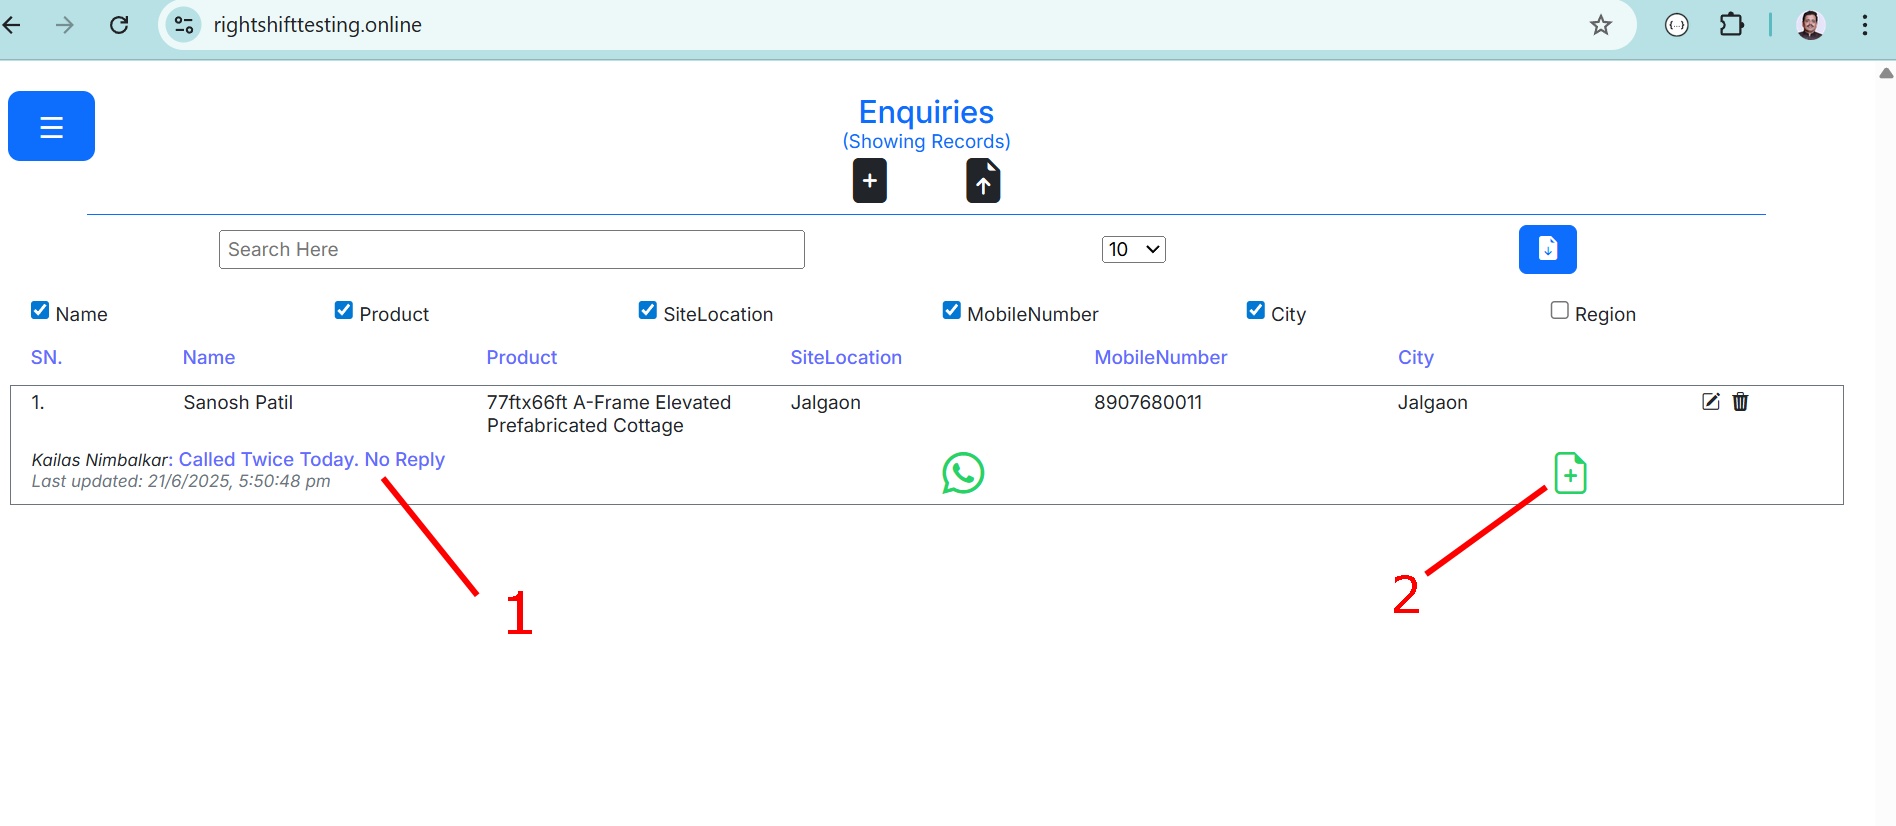 rightshifttesting.online
Enquiries
(Showing Records)
Search Here
10
Name Product SiteLocation MobileNumber City Region
SN. Name Product SiteLocation MobileNumber City
1. Sanosh Patil 77ftx66ft A-Frame Elevated Jalgaon 8907680011 Jalgaon
Prefabricated Cottage
Kailas Nimbalkar: Called Twice Today. No Reply
Last updated: 21/6/2025, 5:50:48 pm
1
2